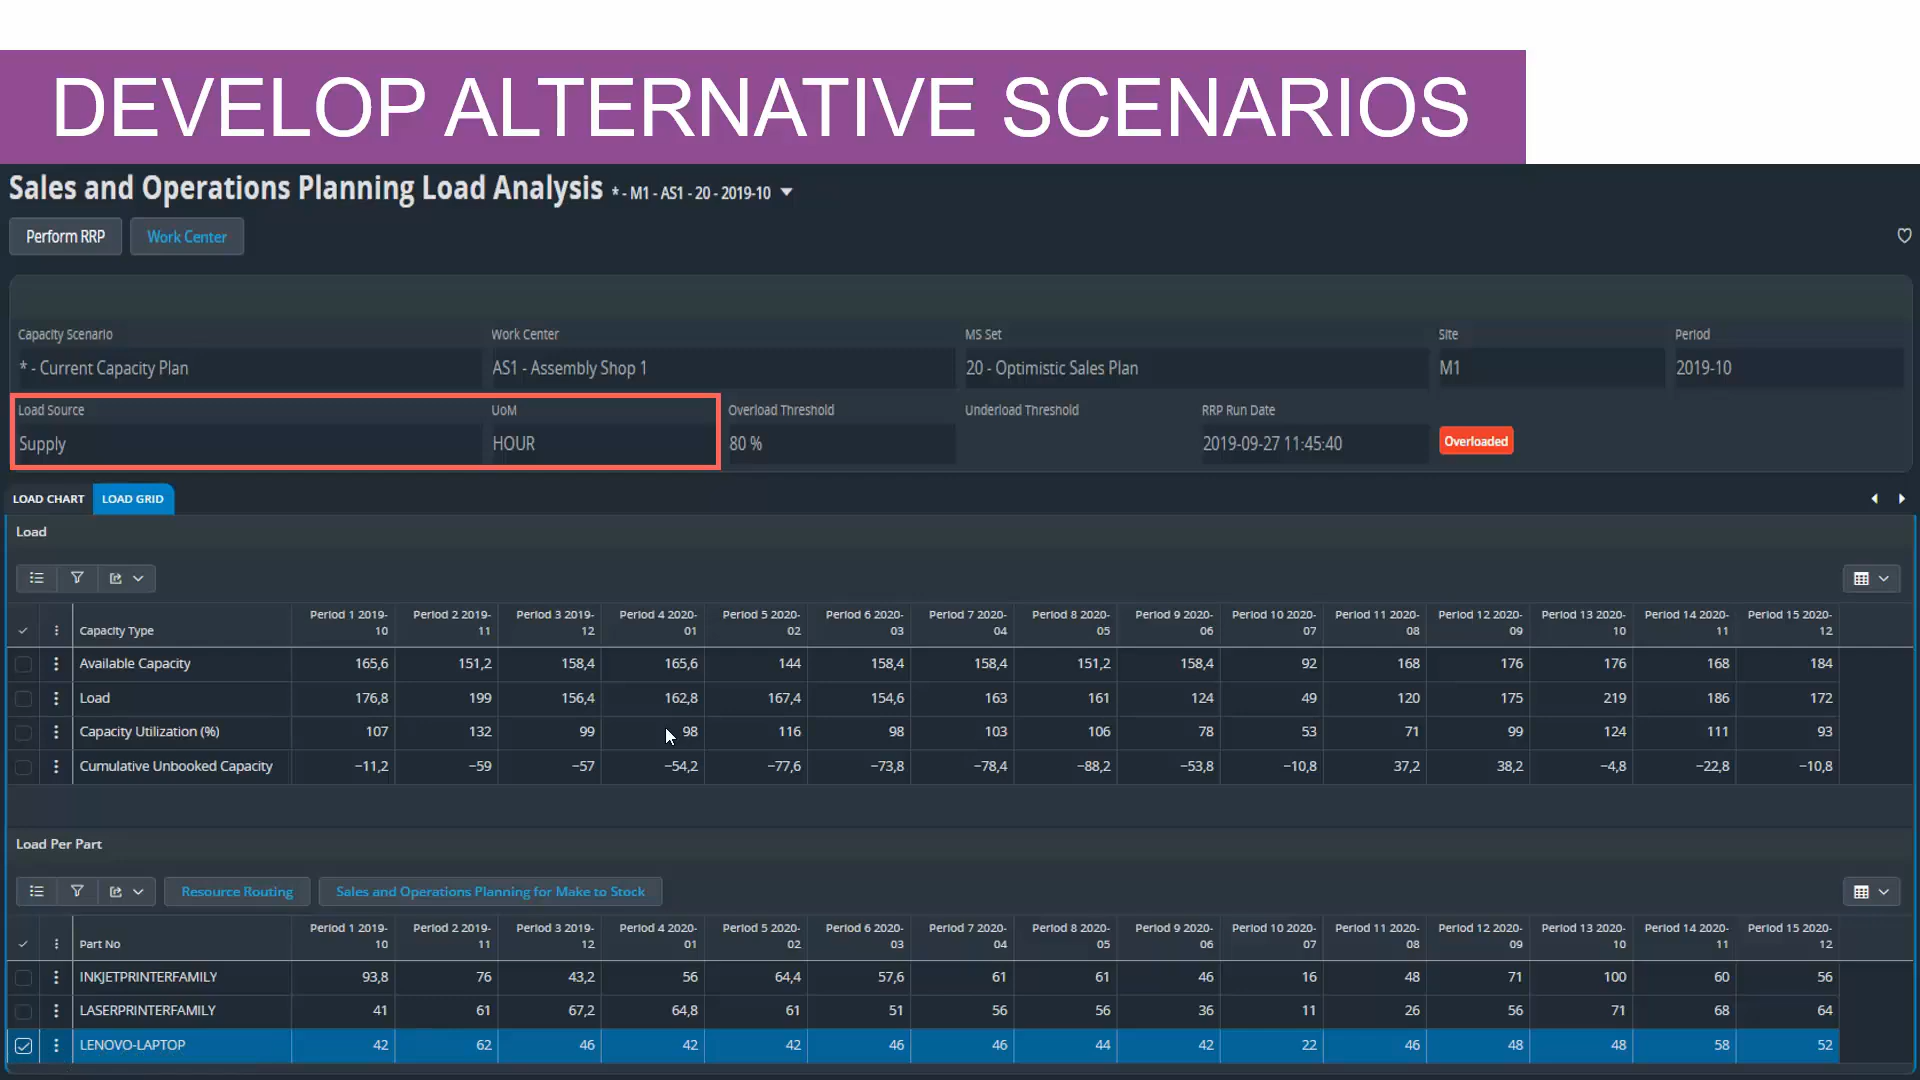 DEVELOP ALTERNATIVE SCENARIOS
Sales and Operations Planning Load Analysis * - M1 - AS1 - 20 - 2019-10
Perform RRP Work Center
Capacity Scenario Work Center MS Set Site Period
* - Current Capacity Plan AS1 - Assembly Shop 1 20 - Optimistic Sales Plan M1 2019-10
Load Source UoM Overload Threshold Underload Threshold RRP Run Date
Supply HOUR 80 % 2019-09-27 11:45:40 Overloaded
LOAD CHART LOAD GRID
Load
Period 1 2019- Period 2 2019- Period 3 2019- Period 4 2020- Period 5 2020- Period 6 2020- Period 7 2020- Period 8 2020- Period 9 2020- Period 10 2020- Period 11 2020- Period 12 2020- Period 13 2020- Period 14 2020- Period 15 2020-
Capacity Type 10 11 12 01 02 03 04 05 06 07 08 09 10 11 12
Available Capacity 165,6 151,2 158,4 165,6 144 158,4 158,4 151,2 158,4 92 168 176 176 168 184
Load 176,8 199 156,4 162,8 167,4 154,6 163 161 124 49 120 175 219 186 172
Capacity Utilization (%) 107 132 99 98 116 98 103 106 78 53 71 99 124 111 93
Cumulative Unbooked Capacity −11,2 −59 −57 −54,2 −77,6 −73,8 −78,4 −88,2 −53,8 −10,8 37,2 38,2 −4,8 −22,8 −10,8
Load Per Part
Resource Routing Sales and Operations Planning for Make to Stock
Period 1 2019- Period 2 2019- Period 3 2019- Period 4 2020- Period 5 2020- Period 6 2020- Period 7 2020- Period 8 2020- Period 9 2020- Period 10 2020- Period 11 2020- Period 12 2020- Period 13 2020- Period 14 2020- Period 15 2020-
Part No 10 11 12 01 02 03 04 05 06 07 08 09 10 11 12
INKJETPRINTERFAMILY 93,8 76 43,2 56 64,4 57,6 61 61 46 16 48 71 100 60 56
LASERPRINTERFAMILY 41 61 67,2 64,8 61 51 56 56 36 11 26 56 71 68 64
LENOVO-LAPTOP 42 62 46 42 42 46 46 44 42 22 46 48 48 58 52